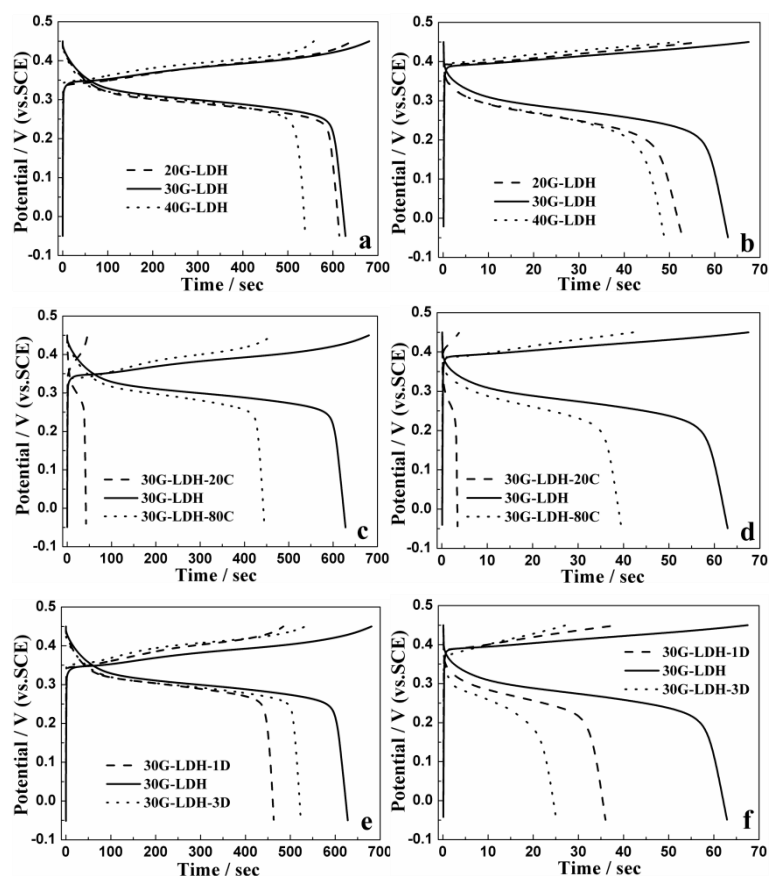 Potential / V (vs.SCE)
0.5
0.4
0.3
0.2
0.1
0.0
-0.1
20G-LDH
30G-LDH
40G-LDH
a
0 100 200 300 400 500 600 700
Time / sec
Potential / V (vs.SCE)
0.5
0.4
0.3
0.2
0.1
0.0
-0.1
20G-LDH
30G-LDH
40G-LDH
b
0 10 20 30 40 50 60 70
Time / sec
Potential / V (vs.SCE)
0.5
0.4
0.3
0.2
0.1
0.0
-0.1
30G-LDH-20C
30G-LDH
30G-LDH-80C
c
0 100 200 300 400 500 600 700
Time / sec
Potential / V (vs.SCE)
0.5
0.4
0.3
0.2
0.1
0.0
-0.1
30G-LDH-20C
30G-LDH
30G-LDH-80C
d
0 10 20 30 40 50 60 70
Time / sec
Potential / V (vs.SCE)
0.5
0.4
0.3
0.2
0.1
0.0
-0.1
30G-LDH-1D
30G-LDH
30G-LDH-3D
e
0 100 200 300 400 500 600 700
Time / sec
Potential / V (vs.SCE)
0.5
0.4
0.3
0.2
0.1
0.0
-0.1
30G-LDH-1D
30G-LDH
30G-LDH-3D
f
0 10 20 30 40 50 60 70
Time / sec